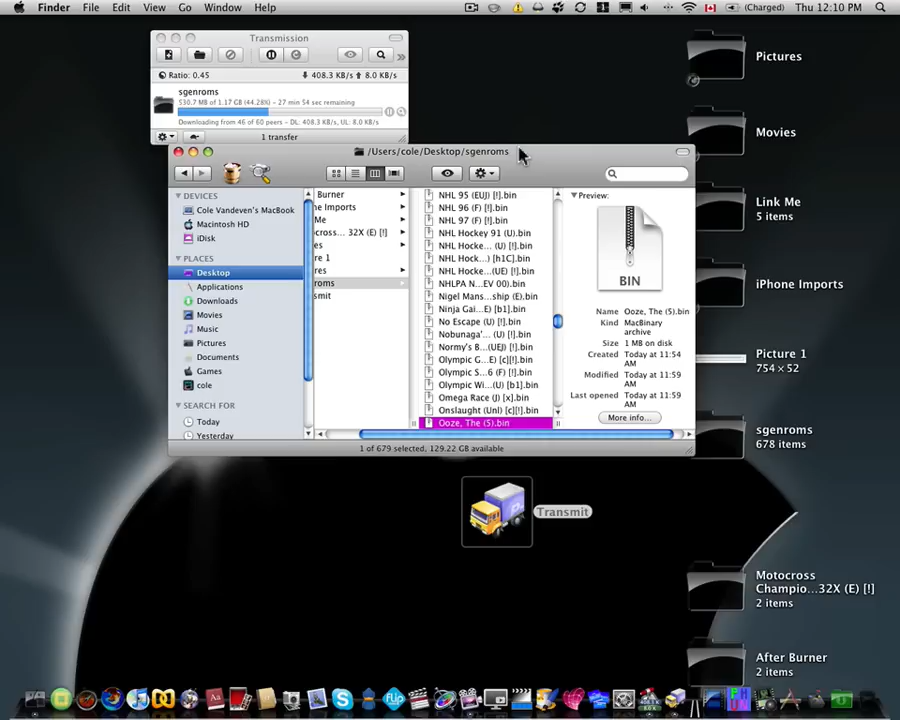 Finder File Edit View Go Window Help
(Charged) Thu 12:10 PM
Transmission
Ratio: 0.45 408.3 KB/s 8.0 KB/s
sgenroms
530.7 MB of 1.17 GB (44.28%) - 27 min 54 sec remaining
Downloading from 46 of 60 peers - DL: 408.3 KB/s, UL: 8.0 KB/s
1 transfer
/Users/cole/Desktop/sgenroms
DEVICES
Cole Vandeven's MacBook
Macintosh HD
iDisk
PLACES
Desktop
Applications
Downloads
Movies
Music
Pictures
Documents
Games
cole
SEARCH FOR
Today
Yesterday
Burner
ne Imports
Me
cross... 32X (E) [!]
es
ure 1
res
roms
smit
NHL 95 (EUJ) [!].bin
NHL 96 (F) [!].bin
NHL 97 (F) [!].bin
NHL Hockey 91 (U).bin
NHL Hocke... (U) [!].bin
NHL Hock...) [h1C].bin
NHL Hocke...(UE) [!].bin
NHLPA N...EV 00).bin
Nigel Mans...ship (E).bin
Ninja Gai...) [b1].bin
No Escape (U) [!].bin
Nobunaga'... (U) [!].bin
Normy's B...(UEJ) [!].bin
Olympic G...E) [c][!].bin
Olympic S...6 (F) [!].bin
Olympic Wi...(U) [b1].bin
Omega Race (J) [x].bin
Onslaught (Unl) [c][!].bin
Ooze, The (5).bin
Preview:
BIN
Name Ooze, The (5).bin
Kind MacBinary
archive
Size 1 MB on disk
Created Today at 11:54
AM
Modified Today at 11:59
AM
Last opened Today at 11:59
AM
More info...
1 of 679 selected, 129.22 GB available
Transmit
Pictures
Movies
Link Me
5 items
iPhone Imports
Picture 1
754 × 52
sgenroms
678 items
Motocross
Champio...32X (E) [!]
2 items
After Burner
2 items